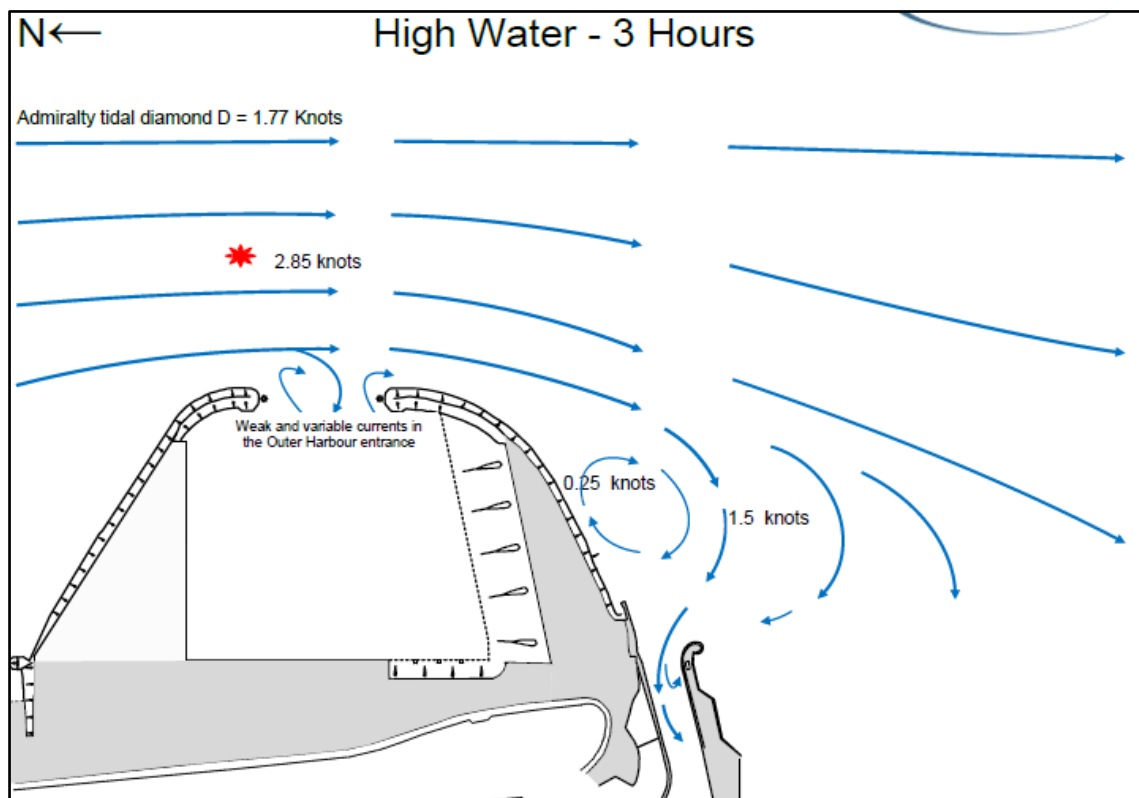 N
High Water - 3 Hours
Admiralty tidal diamond D = 1.77 Knots
2.85 knots
Weak and variable currents in
the Outer Harbour entrance
0.25 knots
1.5 knots